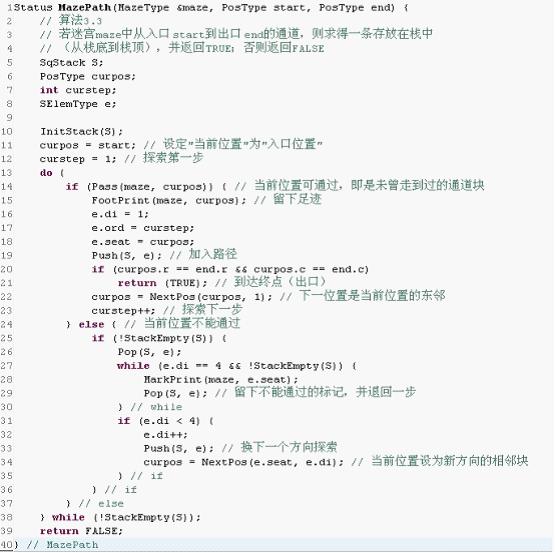 1 Status MazePath(MazeType &maze, PosType start, PosType end) {
2 // 算法3.3
3 // 若迷宫maze中从入口 start到出口 end的通道，则求得一条存放在栈中
4 // （从栈底到栈顶），并返回TRUE；否则返回FALSE
5 SqStack S;
6 PosType curpos;
7 int curstep;
8 SElemType e;
9
10 InitStack(S);
11 curpos = start; // 设定"当前位置"为"入口位置"
12 curstep = 1; // 探索第一步
13 do {
14 if (Pass(maze, curpos)) { // 当前位置可通过，即是未曾走到过的通道块
15 FootPrint(maze, curpos); // 留下足迹
16 e.di = 1;
17 e.ord = curstep;
18 e.seat = curpos;
19 Push(S, e); // 加入路径
20 if (curpos.r == end.r && curpos.c == end.c)
21 return (TRUE); // 到达终点（出口）
22 curpos = NextPos(curpos, 1); // 下一位置是当前位置的东邻
23 curstep++; // 探索下一步
24 } else { // 当前位置不能通过
25 if (!StackEmpty(S)) {
26 Pop(S, e);
27 while (e.di == 4 && !StackEmpty(S)) {
28 MarkPrint(maze, e.seat);
29 Pop(S, e); // 留下不能通过的标记，并退回一步
30 } // while
31 if (e.di < 4) {
32 e.di++;
33 Push(S, e); // 换下一个方向探索
34 curpos = NextPos(e.seat, e.di); // 当前位置设为新方向的相邻块
35 } // if
36 } // if
37 } // else
38 } while (!StackEmpty(S));
39 return FALSE;
40 } // MazePath